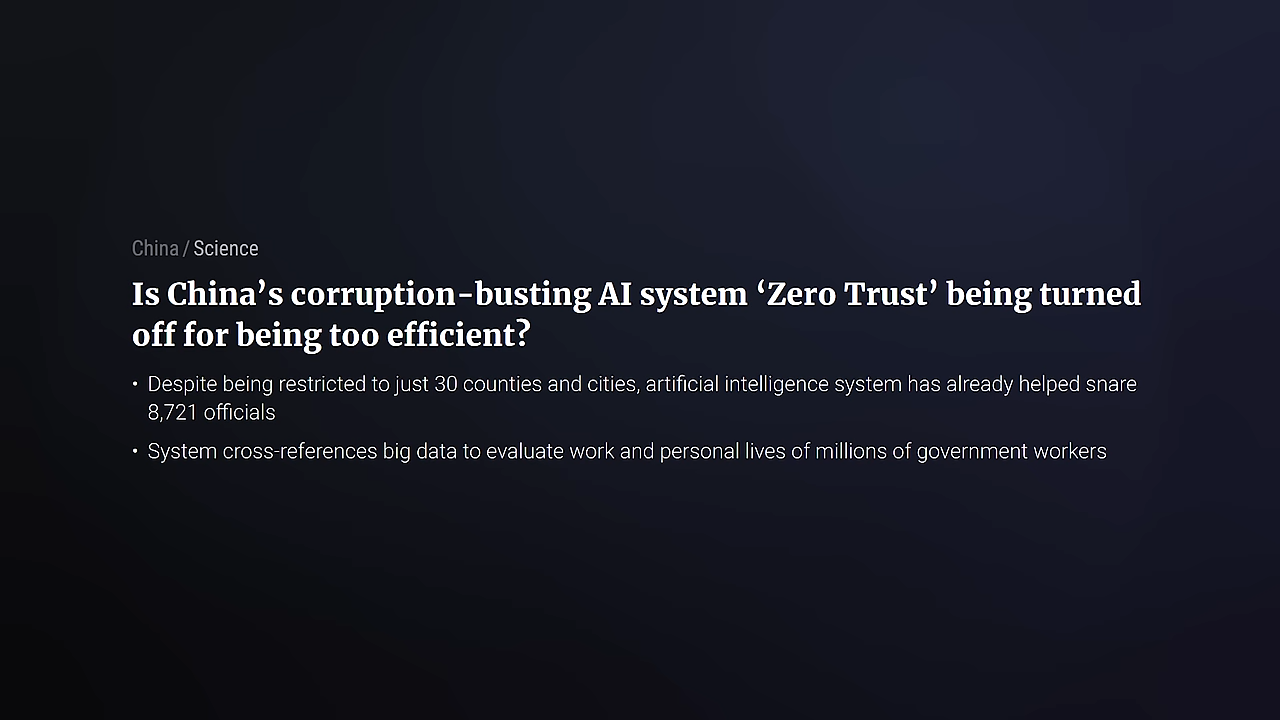 China / Science
Is China’s corruption-busting AI system ‘Zero Trust’ being turned
off for being too efficient?
• Despite being restricted to just 30 counties and cities, artificial intelligence system has already helped snare
8,721 officials
• System cross-references big data to evaluate work and personal lives of millions of government workers